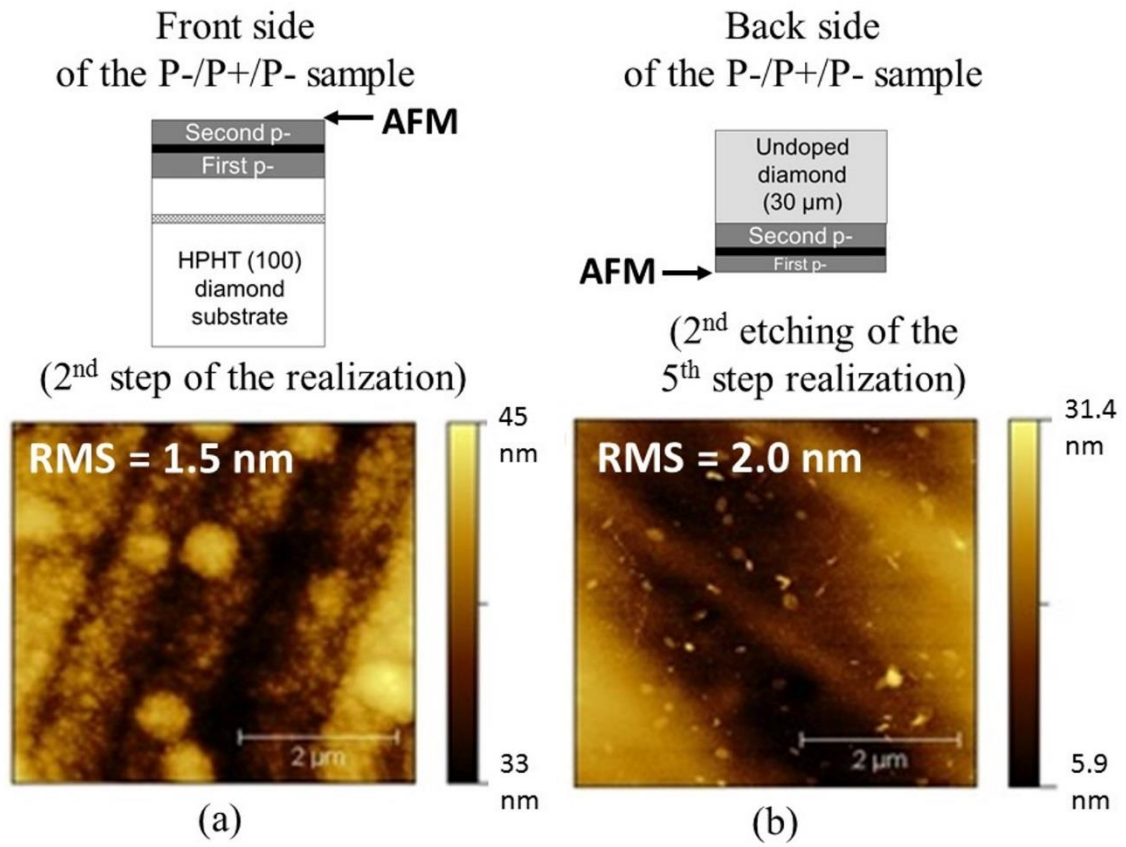 Front side
of the P-/P+/P- sample
AFM
Second p-
First p-
HPHT (100)
diamond
substrate
(2nd step of the realization)
45
nm
RMS = 1.5 nm
2 µm
33
nm
(a)
Back side
of the P-/P+/P- sample
Undoped
diamond
(30 µm)
Second p-
First p-
AFM
(2nd etching of the
5th step realization)
31.4
nm
RMS = 2.0 nm
2 µm
5.9
nm
(b)